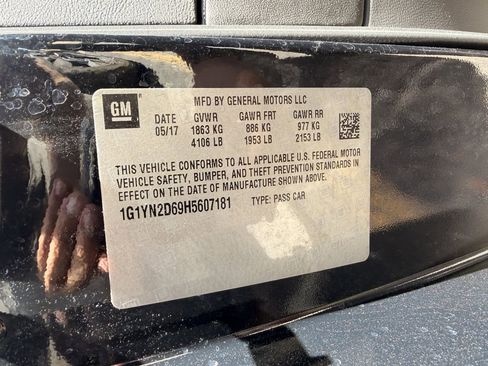 GM
MFD BY GENERAL MOTORS LLC
DATE GVWR GAWR FRT GAWR RR
05/17 1863 KG 886 KG 977 KG
4106 LB 1953 LB 2153 LB
THIS VEHICLE CONFORMS TO ALL APPLICABLE U.S. FEDERAL MOTOR
VEHICLE SAFETY, BUMPER, AND THEFT PREVENTION STANDARDS IN
EFFECT ON THE DATE OF MANUFACTURE SHOWN ABOVE.
1G1YN2D69H5607181 TYPE: PASS CAR